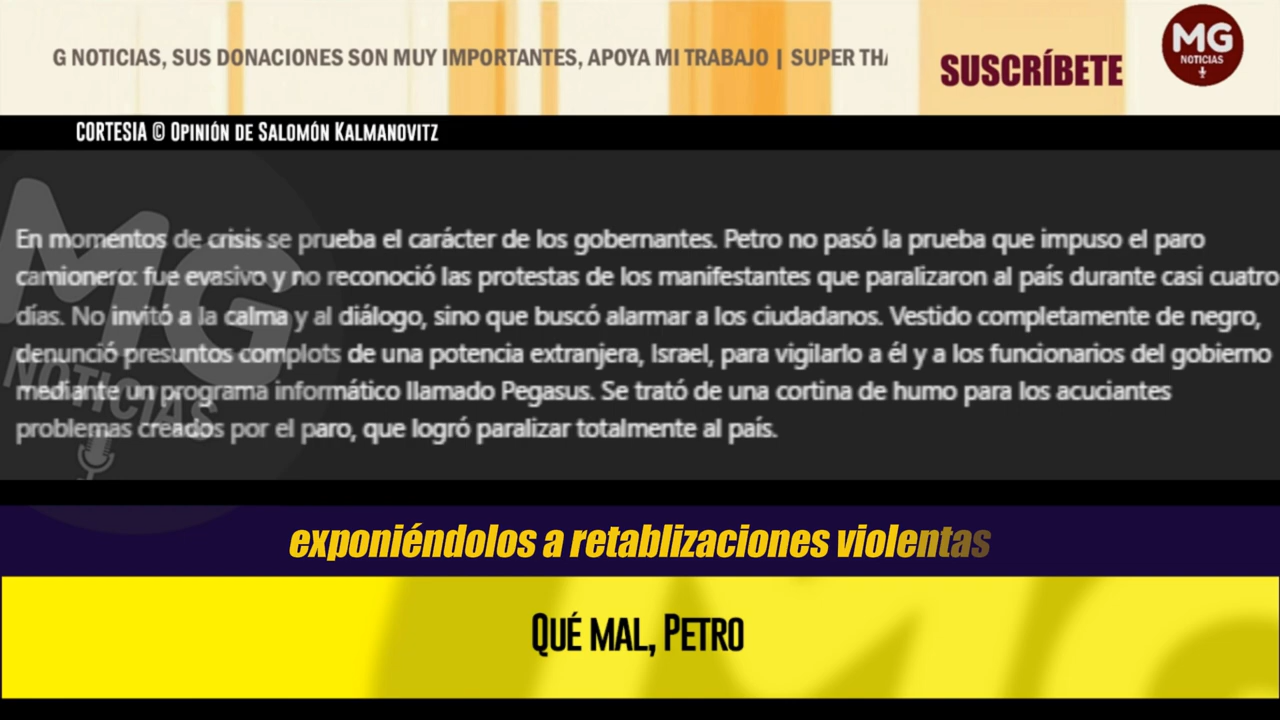 G NOTICIAS, SUS DONACIONES SON MUY IMPORTANTES, APOYA MI TRABAJO | SUPER THA
SUSCRÍBETE
MG
NOTICIAS
CORTESIA © OPINIÓN DE SALOMÓN KALMANOVITZ
En momentos de crisis se prueba el carácter de los gobernantes. Petro no pasó la prueba que impuso el paro
camionero: fue evasivo y no reconoció las protestas de los manifestantes que paralizaron al país durante casi cuatro
días. No invitó a la calma y al diálogo, sino que buscó alarmar a los ciudadanos. Vestido completamente de negro,
denunció presuntos complots de una potencia extranjera, Israel, para vigilarlo a él y a los funcionarios del gobierno
mediante un programa informático llamado Pegasus. Se trató de una cortina de humo para los acuciantes
problemas creados por el paro, que logró paralizar totalmente al país.
MG
NOTICIAS
exponiéndolos a retablizaciones violentas
QUÉ MAL, PETRO